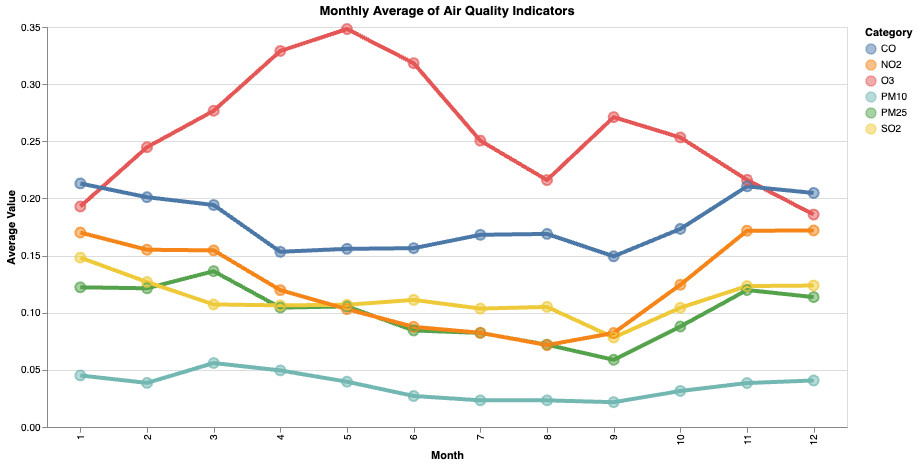 Monthly Average of Air Quality Indicators
Category
CO
NO2
O3
PM10
PM25
SO2
Average Value
0.35
0.30
0.25
0.20
0.15
0.10
0.05
0.00
1 2 3 4 5 6 7 8 9 10 11 12
Month